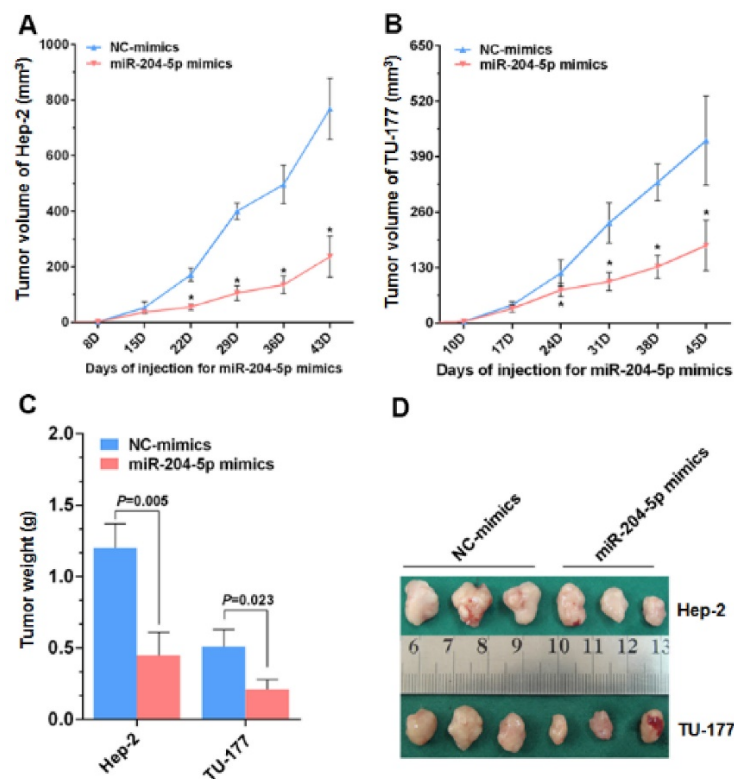 A
NC-mimics
miR-204-5p mimics
Tumor volume of Hep-2 (mm³)
1000
800
600
400
200
0
* * * *
8D 15D 22D 29D 36D 43D
Days of injection for miR-204-5p mimics
B
NC-mimics
miR-204-5p mimics
Tumor volume of TU-177 (mm³)
650
520
390
260
130
0
* * * *
10D 17D 24D 31D 38D 45D
Days of injection for miR-204-5p mimics
C
NC-mimics
miR-204-5p mimics
Tumor weight (g)
2.0
1.5
1.0
0.5
0.0
P=0.005
P=0.023
Hep-2 TU-177
D
NC-mimics miR-204-5p mimics
Hep-2
6 7 8 9 10 11 12 13
TU-177